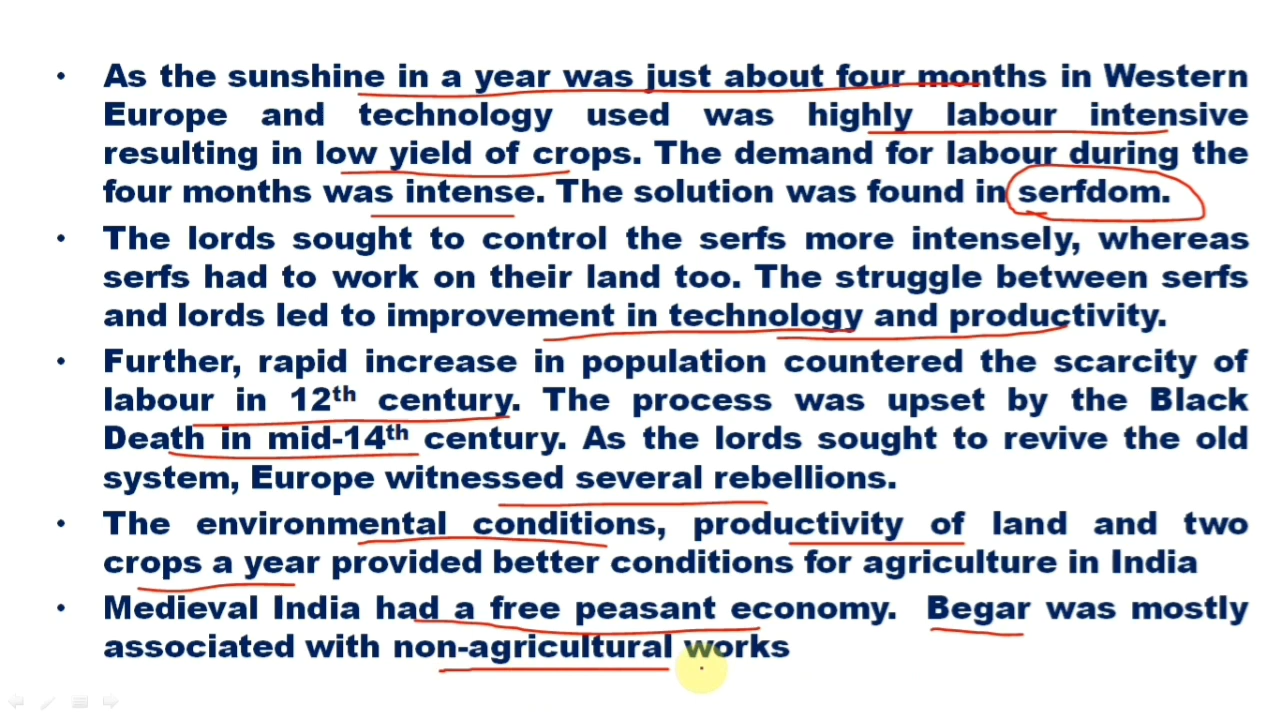 • As the sunshine in a year was just about four months in Western
Europe and technology used was highly labour intensive
resulting in low yield of crops. The demand for labour during the
four months was intense. The solution was found in serfdom.
• The lords sought to control the serfs more intensely, whereas
serfs had to work on their land too. The struggle between serfs
and lords led to improvement in technology and productivity.
• Further, rapid increase in population countered the scarcity of
labour in 12th century. The process was upset by the Black
Death in mid-14th century. As the lords sought to revive the old
system, Europe witnessed several rebellions.
• The environmental conditions, productivity of land and two
crops a year provided better conditions for agriculture in India
• Medieval India had a free peasant economy. Begar was mostly
associated with non-agricultural works